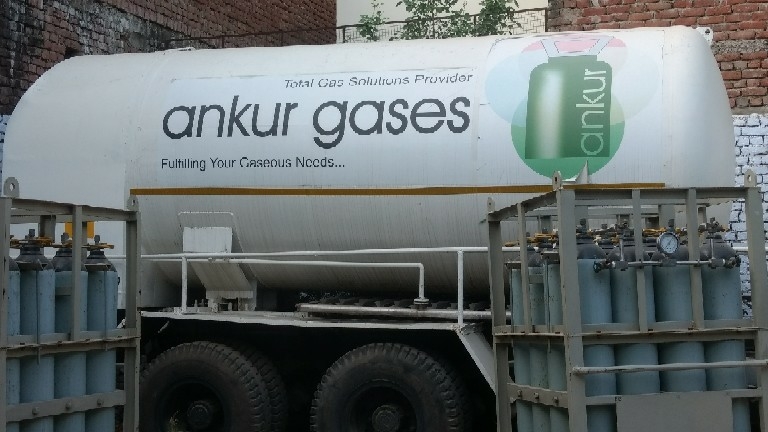 Total Gas Solutions Provider
ankur gases
Fulfilling Your Gaseous Needs...
ankur